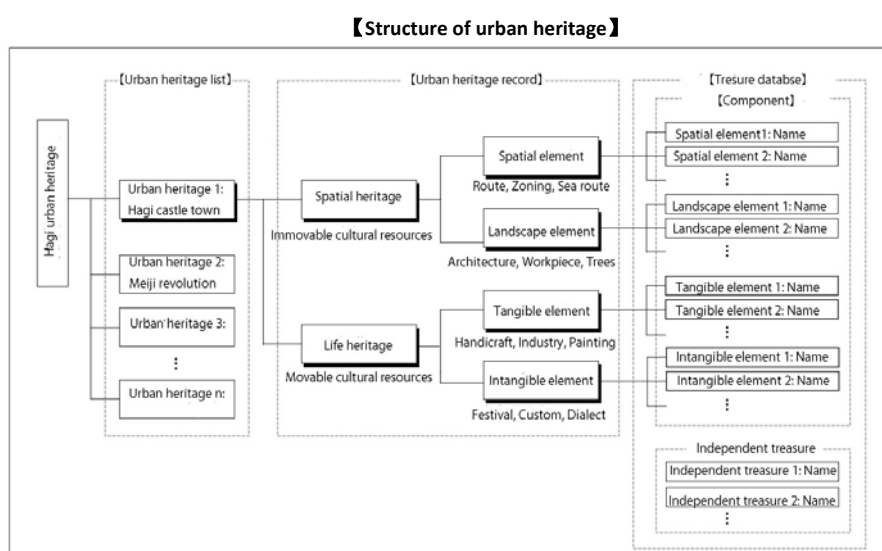 【Structure of urban heritage】
【Urban heritage list】
【Urban heritage record】
【Tresure databse】
【Component】
Hagi urban heritage
Urban heritage 1:
Hagi castle town
Urban heritage 2:
Meiji revolution
Urban heritage 3:
⋮
Urban heritage n:
Spatial heritage
Immovable cultural resources
Life heritage
Movable cultural resources
Spatial element
Route, Zoning, Sea route
Landscape element
Architecture, Workpiece, Trees
Tangible element
Handicraft, Industry, Painting
Intangible element
Festival, Custom, Dialect
Spatial element1: Name
Spatial element 2: Name
⋮
Landscape element 1: Name
Landscape element 2: Name
⋮
Tangible element 1: Name
Tangible element 2: Name
⋮
Intangible element 1: Name
Intangible element 2: Name
⋮
Independent treasure
Independent treasure 1: Name
Independent treasure 2: Name
⋮